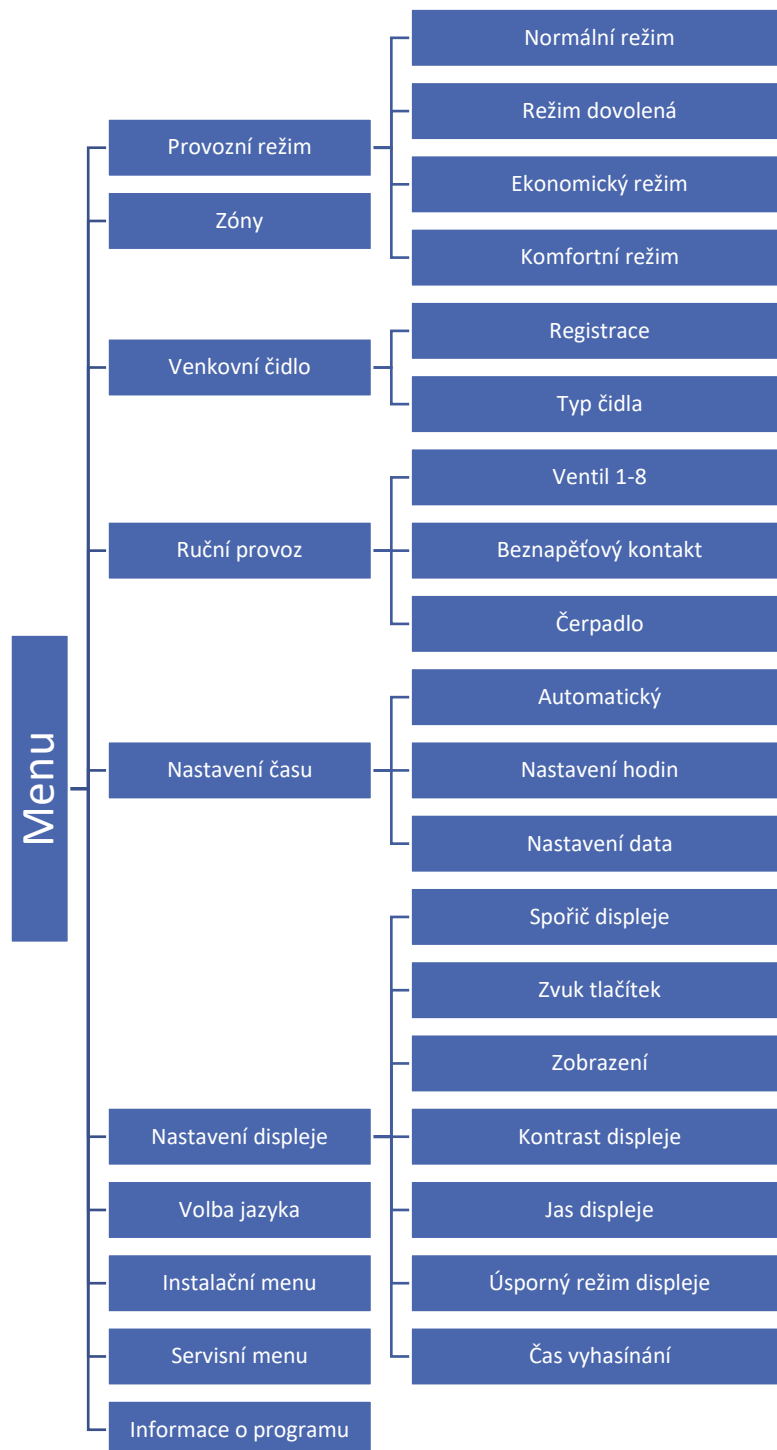 Menu
Provozní režim
Normální režim
Režim dovolená
Ekonomický režim
Komfortní režim
Zóny
Venkovní čidlo
Registrace
Typ čidla
Ruční provoz
Ventil 1-8
Beznapěťový kontakt
Čerpadlo
Nastavení času
Automatický
Nastavení hodin
Nastavení data
Nastavení displeje
Spořič displeje
Zvuk tlačítek
Zobrazení
Kontrast displeje
Jas displeje
Úsporný režim displeje
Čas vyhasínání
Volba jazyka
Instalační menu
Servisní menu
Informace o programu